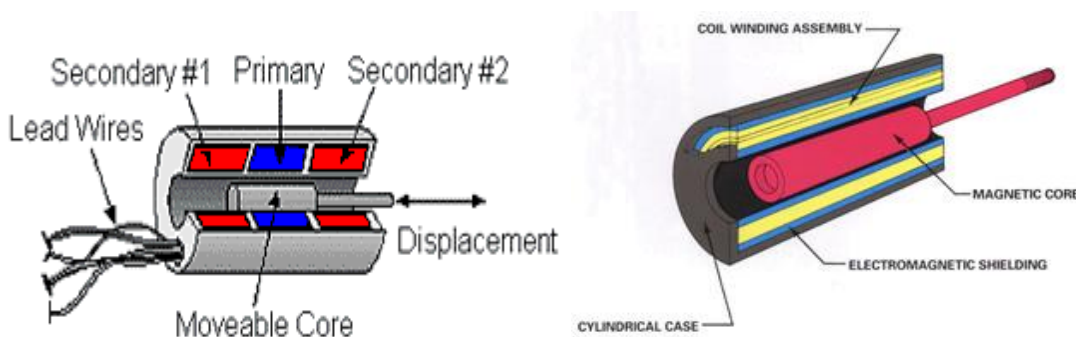 Secondary #1 Primary Secondary #2
Lead Wires
Displacement
Moveable Core
COIL WINDING ASSEMBLY
MAGNETIC CORE
ELECTROMAGNETIC SHIELDING
CYLINDRICAL CASE